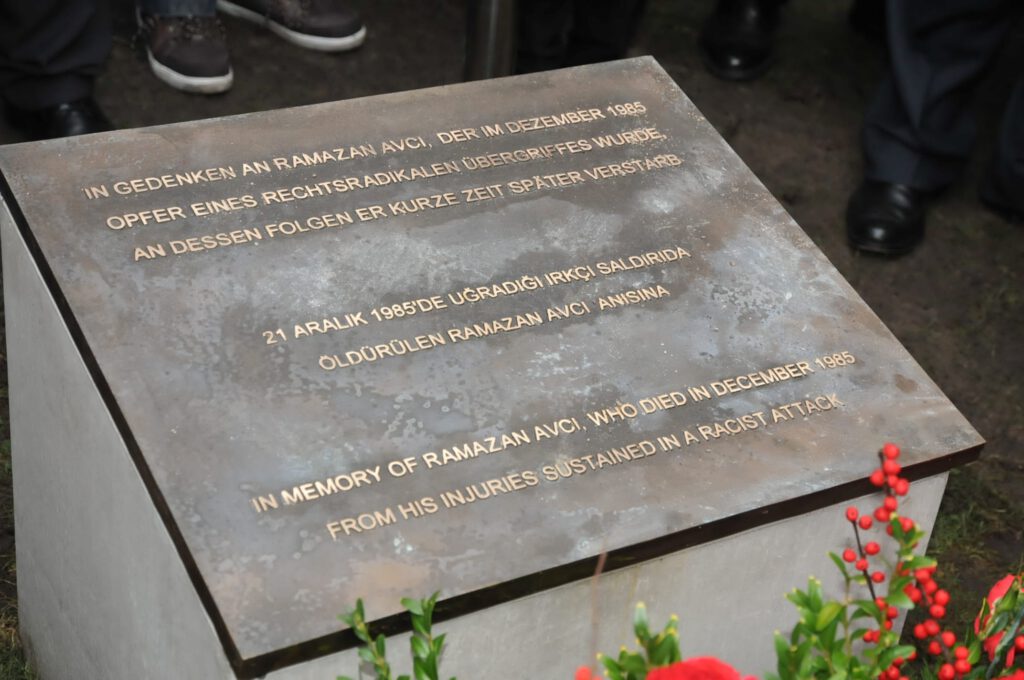 IN GEDENKEN AN RAMAZAN AVCI, DER IM DEZEMBER 1985
OPFER EINES RECHTSRADIKALEN ÜBERGRIFFES WURDE,
AN DESSEN FOLGEN ER KURZE ZEIT SPÄTER VERSTARB.
21 ARALIK 1985'DE UĞRADIĞI IRKÇI SALDIRIDA
ÖLDÜRÜLEN RAMAZAN AVCI ANISINA
IN MEMORY OF RAMAZAN AVCI, WHO DIED IN DECEMBER 1985
FROM HIS INJURIES SUSTAINED IN A RACIST ATTACK